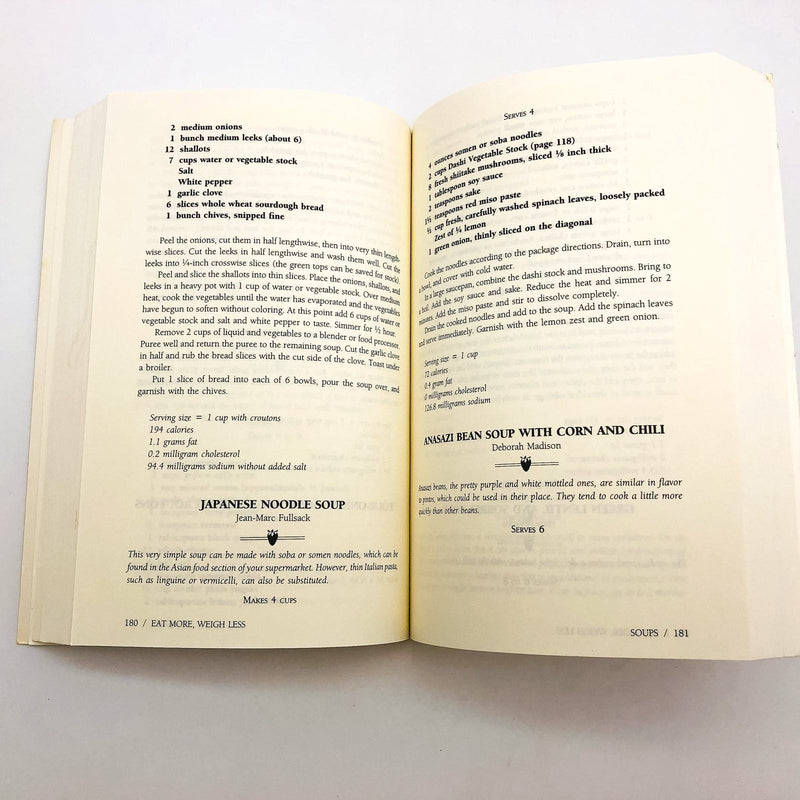 2 medium onions
1 bunch medium leeks (about 6)
12 shallots
7 cups water or vegetable stock
Salt
White pepper
1 garlic clove
6 slices whole wheat sourdough bread
1 bunch chives, snipped fine
Peel the onions, cut them in half lengthwise, then into very thin length-
wise slices. Cut the leeks in half lengthwise and wash them well. Cut the
leeks into ¼-inch crosswise slices (the green tops can be saved for stock).
Peel and slice the shallots into thin slices. Place the onions, shallots, and
leeks in a heavy pot with 1 cup of water or vegetable stock. Over medium
heat, cook the vegetables until the water has evaporated and the vegetables
have begun to soften without coloring. At this point add 6 cups of water or
vegetable stock and salt and white pepper to taste. Simmer for ½ hour.
Remove 2 cups of liquid and vegetables to a blender or food processor.
Puree well and return the puree to the remaining soup. Cut the garlic clove
in half and rub the bread slices with the cut side of the clove. Toast under
a broiler.
Put 1 slice of bread into each of 6 bowls, pour the soup over, and
garnish with the chives.
Serving size = 1 cup with croutons
194 calories
1.1 grams fat
0.2 milligram cholesterol
94.4 milligrams sodium without added salt
JAPANESE NOODLE SOUP
Jean-Marc Fullsack
This very simple soup can be made with soba or somen noodles, which can be
found in the Asian food section of your supermarket. However, thin Italian pasta,
such as linguine or vermicelli, can also be substituted.
MAKES 4 CUPS
180 / EAT MORE, WEIGH LESS
SERVES 4
4 ounces somen or soba noodles
2 cups Dashi Vegetable Stock (page 118)
8 fresh shiitake mushrooms, sliced ⅛ inch thick
1 tablespoon soy sauce
2 teaspoons sake
1½ teaspoons red miso paste
½ cup fresh, carefully washed spinach leaves, loosely packed
Zest of ¼ lemon
1 green onion, thinly sliced on the diagonal
Cook the noodles according to the package directions. Drain, turn into
a bowl, and cover with cold water.
In a large saucepan, combine the dashi stock and mushrooms. Bring to
a boil. Add the soy sauce and sake. Reduce the heat and simmer for 2
minutes. Add the miso paste and stir to dissolve completely.
Drain the cooked noodles and add to the soup. Add the spinach leaves
and serve immediately. Garnish with the lemon zest and green onion.
Serving size = 1 cup
72 calories
0.4 gram fat
0 milligrams cholesterol
126.8 milligrams sodium
ANASAZI BEAN SOUP WITH CORN AND CHILI
Deborah Madison
Anasazi beans, the pretty purple and white mottled ones, are similar in flavor
to pintos, which could be used in their place. They tend to cook a little more
quickly than other beans.
SERVES 6
SOUPS / 181